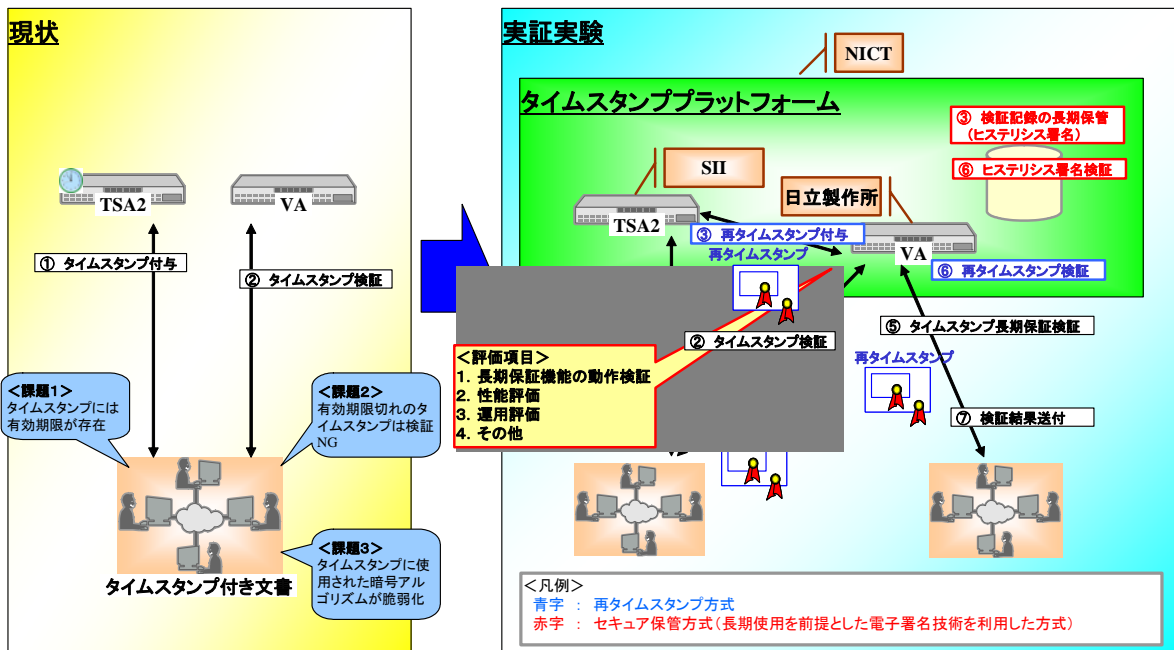 現状
TSA2
VA
① タイムスタンプ付与
② タイムスタンプ検証
＜課題１＞
タイムスタンプには
有効期限が存在
＜課題２＞
有効期限切れのタ
イムスタンプは検証
NG
＜課題３＞
タイムスタンプに使
用された暗号アル
ゴリズムが脆弱化
タイムスタンプ付き文書
実証実験
NICT
タイムスタンププラットフォーム
③ 検証記録の長期保管
（ヒステリシス署名）
⑥ ヒステリシス署名検証
SII
日立製作所
TSA2
③ 再タイムスタンプ付与
再タイムスタンプ
VA
⑥ 再タイムスタンプ検証
② タイムスタンプ検証
⑤ タイムスタンプ長期保証検証
再タイムスタンプ
⑦ 検証結果送付
＜評価項目＞
1. 長期保証機能の動作検証
2. 性能評価
3. 運用評価
4. その他
＜凡例＞
青字 ： 再タイムスタンプ方式
赤字 ： セキュア保管方式（長期使用を前提とした電子署名技術を利用した方式）